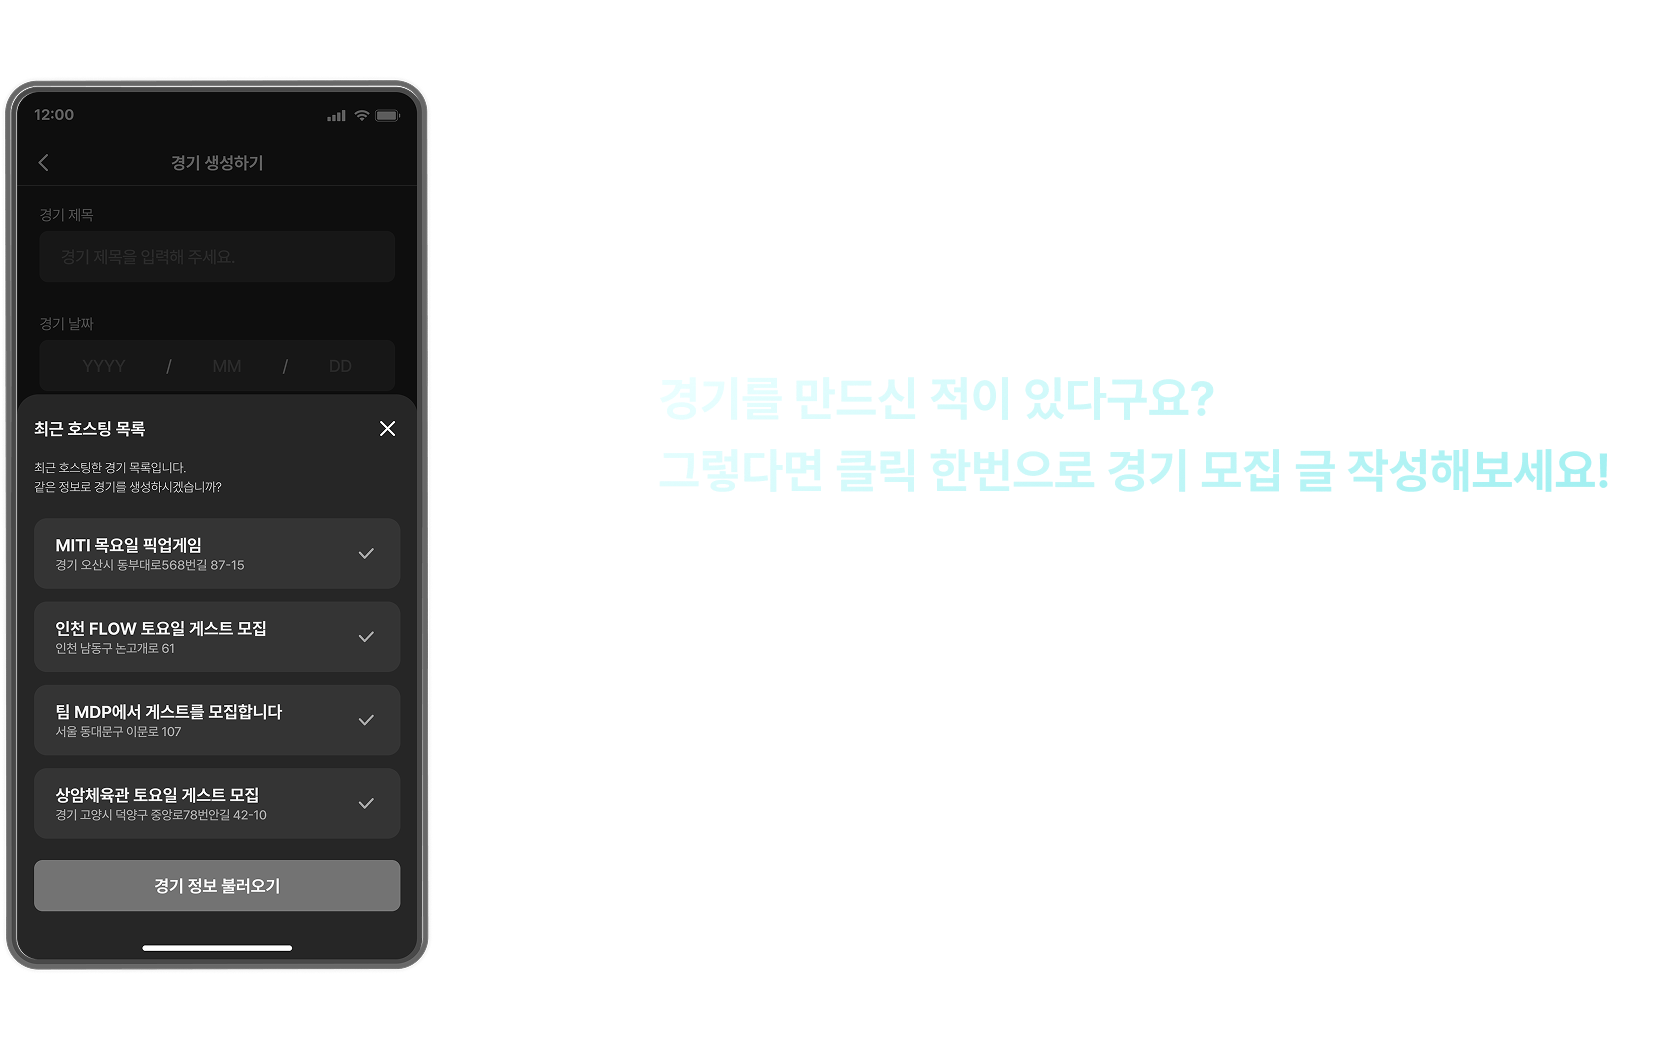 12:00
경기 생성하기
경기 제목
경기 제목을 입력해 주세요.
경기 날짜
YYYY / MM / DD
최근 호스팅 목록
최근 호스팅한 경기 목록입니다.
같은 정보로 경기를 생성하시겠습니까?
MITI 목요일 픽업게임
경기 오산시 동부대로568번길 87-15
인천 FLOW 토요일 게스트 모집
인천 남동구 논고개로 61
팀 MDP에서 게스트를 모집합니다
서울 동대문구 이문로 107
상암체육관 토요일 게스트 모집
경기 고양시 덕양구 중앙로78번안길 42-10
경기 정보 불러오기
경기를 만드신 적이 있다구요?
그렇다면 클릭 한번으로 경기 모집 글 작성해보세요!